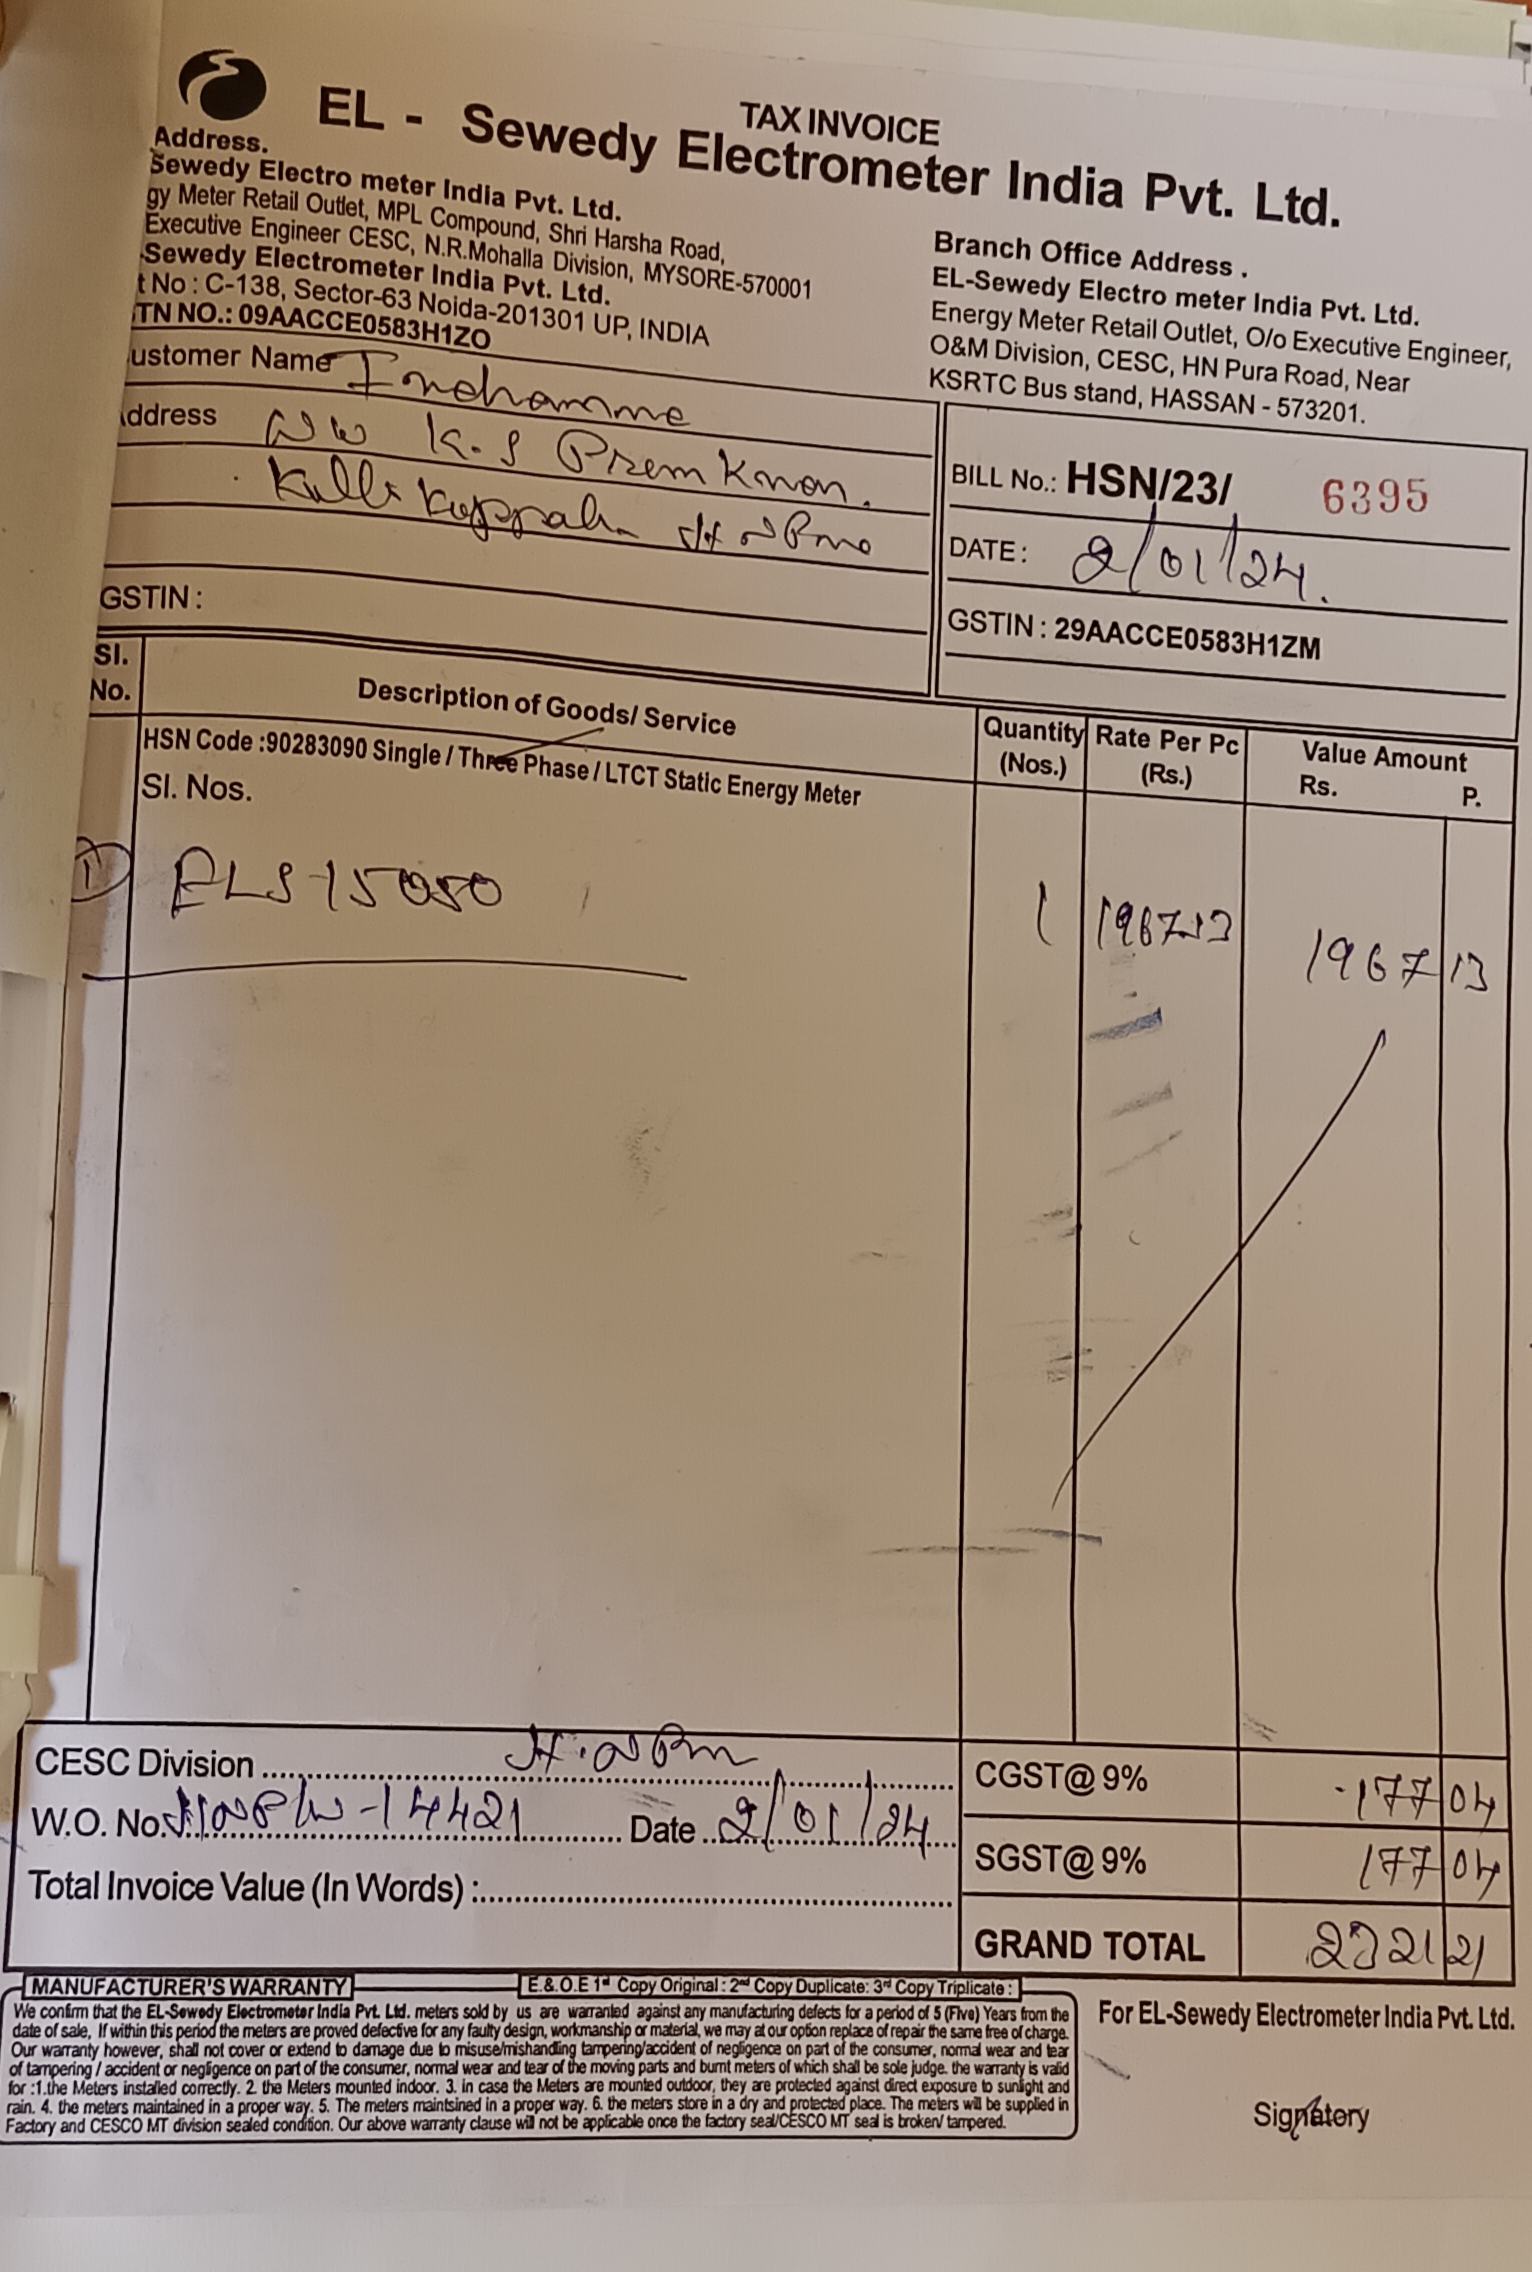 TAX INVOICE
EL - Sewedy Electrometer India Pvt. Ltd.
Address.
Sewedy Electro meter India Pvt. Ltd.
gy Meter Retail Outlet, MPL Compound, Shri Harsha Road,
Executive Engineer CESC, N.R.Mohalla Division, MYSORE-570001
-Sewedy Electrometer India Pvt. Ltd.
t No : C-138, Sector-63 Noida-201301 UP, INDIA
TN NO.: 09AACCE0583H1ZO
Branch Office Address .
EL-Sewedy Electro meter India Pvt. Ltd.
Energy Meter Retail Outlet, O/o Executive Engineer,
O&M Division, CESC, HN Pura Road, Near
KSRTC Bus stand, HASSAN - 573201.
ustomer Name
ddress K.S
GSTIN :
BILL No.: HSN/23/ 6395
DATE : 2/01/24.
GSTIN : 29AACCE0583H1ZM
Sl. No. Description of Goods/ Service Quantity (Nos.) Rate Per Pc (Rs.) Value Amount Rs. P.
HSN Code :90283090 Single / Three Phase / LTCT Static Energy Meter
Sl. Nos.
1) ELS 15050 1 1967.13 1967 13
CESC Division
W.O. No. -14421 Date 2/01/24
Total Invoice Value (In Words) :
CGST@ 9% 177 04
SGST@ 9% 177 04
GRAND TOTAL 2321 21
MANUFACTURER'S WARRANTY E.& O.E 1st Copy Original : 2nd Copy Duplicate: 3rd Copy Triplicate :
We confirm that the EL-Sewedy Electrometer India Pvt. Ltd. meters sold by us are warranted against any manufacturing defects for a period of 5 (Five) Years from the
date of sale, If within this period the meters are proved defective for any faulty design, workmanship or material, we may at our option replace of repair the same free of charge.
Our warranty however, shall not cover or extend to damage due to misuse/mishandling tampering/accident of negligence on part of the consumer, normal wear and tear
of tampering / accident or negligence on part of the consumer, normal wear and tear of the moving parts and burnt meters of which shall be sole judge. the warranty is valid
for :1.the Meters installed correctly. 2. the Meters mounted indoor. 3. in case the Meters are mounted outdoor, they are protected against direct exposure to sunlight and
rain. 4. the meters maintained in a proper way. 5. The meters maintsined in a proper way. 6. the meters store in a dry and protected place. The meters will be supplied in
Factory and CESCO MT division sealed condition. Our above warranty clause will not be applicable once the factory seal/CESCO MT seal is broken/ tampered.
For EL-Sewedy Electrometer India Pvt. Ltd.
Signatory